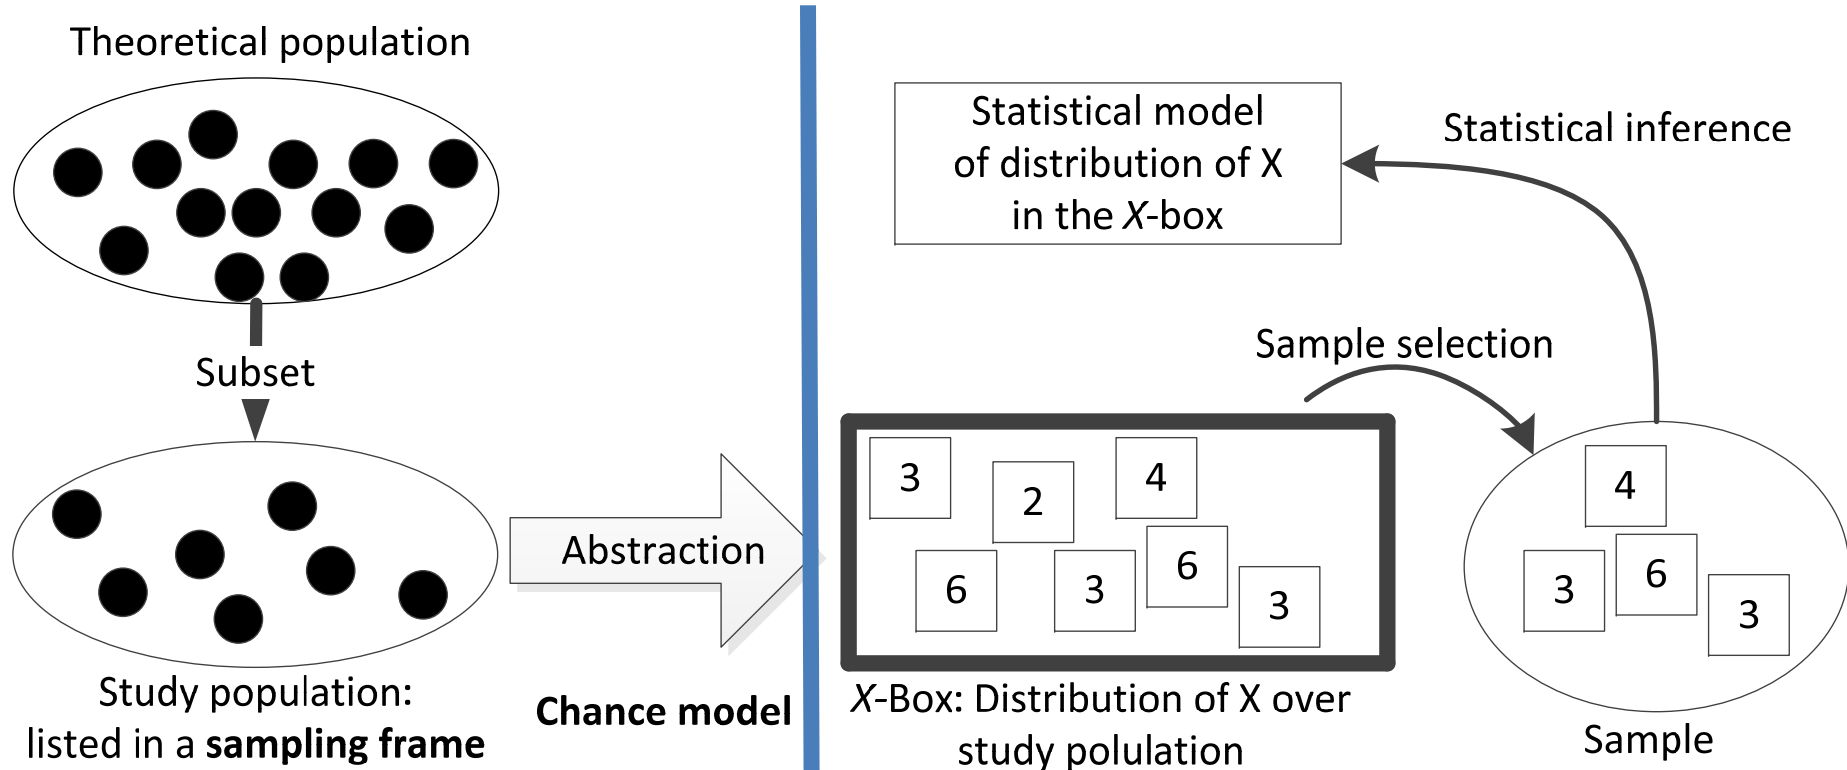 Theoretical population
Subset
Study population:
listed in a sampling frame
Abstraction
Chance model
Statistical model
of distribution of X
in the X-box
Statistical inference
Sample selection
3
2
4
6
3
6
3
X-Box: Distribution of X over
study polulation
4
3
6
3
Sample